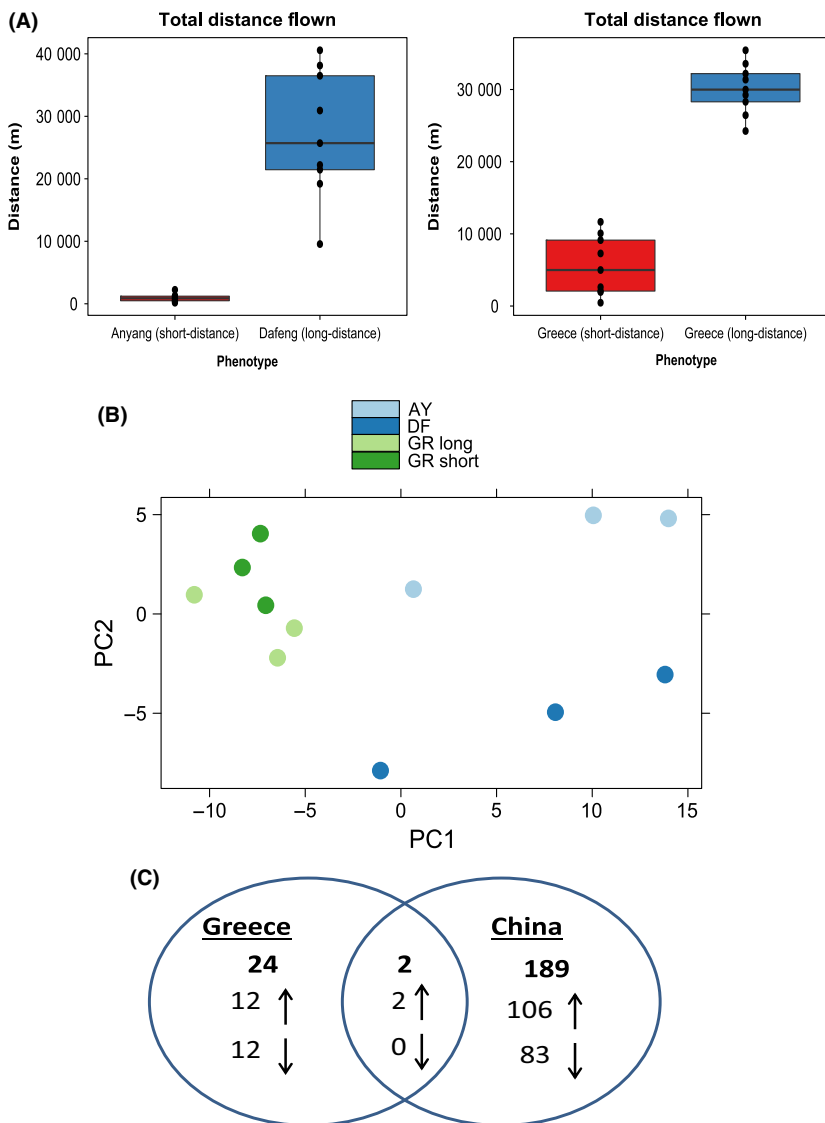 (A)
Total distance flown
Distance (m)
40 000
30 000
20 000
10 000
0
Anyang (short-distance) Dafeng (long-distance)
Phenotype
Total distance flown
Distance (m)
30 000
20 000
10 000
0
Greece (short-distance) Greece (long-distance)
Phenotype
(B)
AY
DF
GR long
GR short
PC2
5
0
−5
−10 −5 0 5 10 15
PC1
(C)
Greece China
24 2 189
12 ↑ 2 ↑ 106 ↑
12 ↓ 0 ↓ 83 ↓